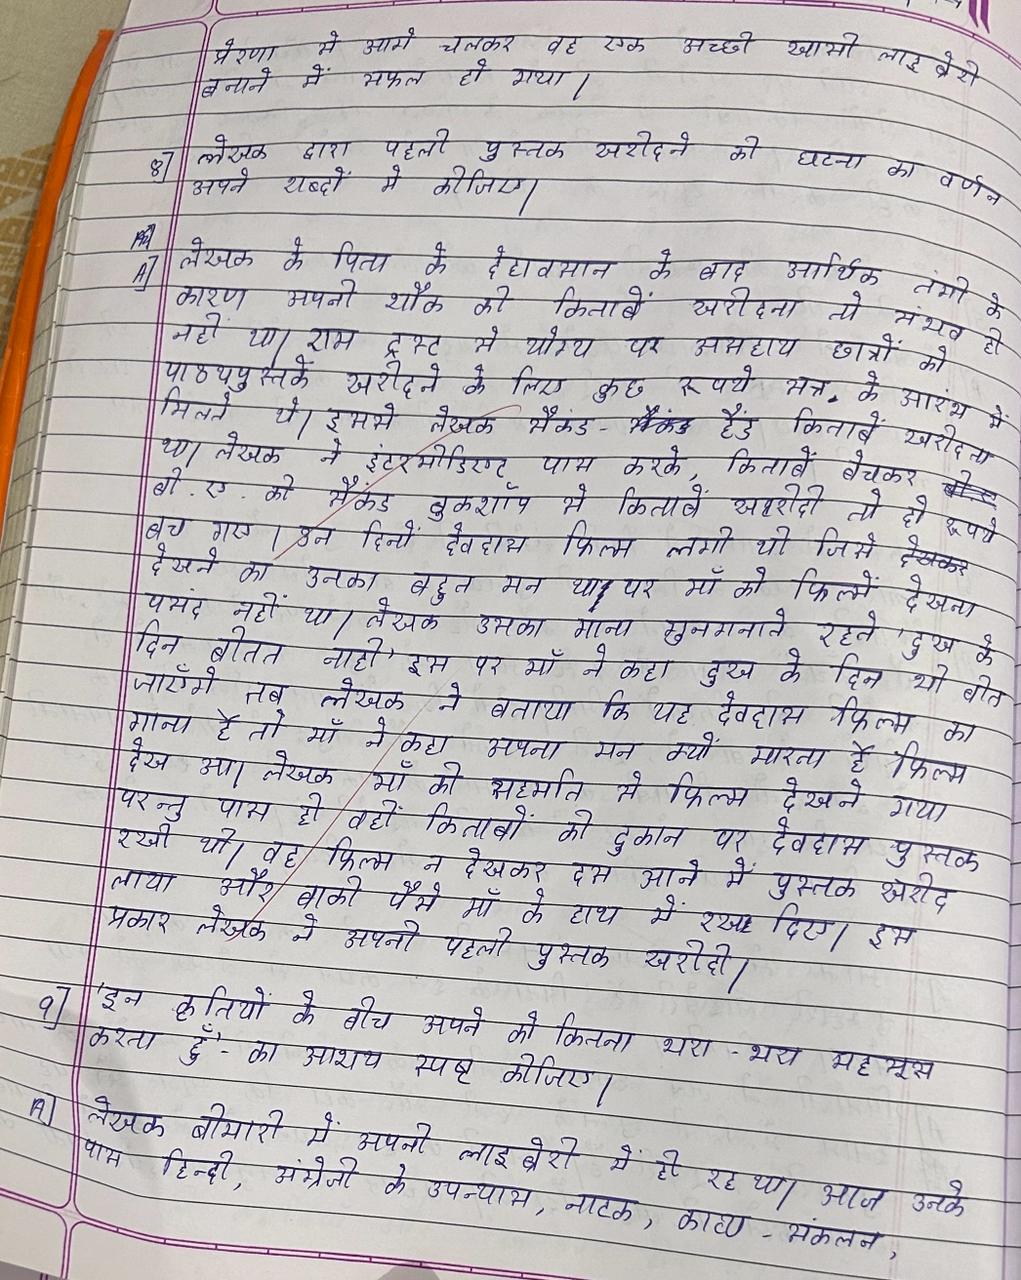 प्रेरणा से आगे चलकर वह एक अच्छी खासी लाइब्रेरी
बनाने में सफल हो गया।
8] लेखक द्वारा पहली पुस्तक खरीदने की घटना का वर्णन
अपने शब्दों में कीजिए।
A] लेखक के पिता के देहावसान के बाद आर्थिक तंगी के
कारण अपनी शौक की किताबें खरीदना तो संभव ही
नहीं था। राम ट्रस्ट से योग्य पर असहाय छात्रों को
पाठ्यपुस्तकें खरीदने के लिए कुछ रूपये सत्र. के आरंभ में
मिलते थे। इससे लेखक सैकंड- हैंड किताबें खरीदता
था। लेखक ने इंटरमीडिएट पास करके, किताबें बेचकर
बी.ए. की सैकंड बुकशॉप से किताबें खरीदी तो दो रूपये
बच गए। उन दिनों देवदास फिल्म लगी थी जिसे
देखने का उनका बहुत मन था पर माँ को फिल्में देखना
पसंद नहीं था। लेखक उसका गाना गुनगनाते रहते 'दुख के
दिन बीतत नाही' इस पर माँ ने कहा दुख के दिन भी बीत
जाएँगे तब लेखक ने बताया कि यह देवदास फिल्म का
गाना है तो माँ ने कहा अपना मन क्यों मारता है फिल्म
देख आ। लेखक माँ की सहमति से फिल्म देखने गया
परन्तु पास ही वहीं किताबों की दुकान पर देवदास पुस्तक
रखी थी। वह फिल्म न देखकर दस आने में पुस्तक खरीद
लाया और बाकी पैसे माँ के हाथ में रख दिए। इस
प्रकार लेखक ने अपनी पहली पुस्तक खरीदी।
9] 'इन कृतियों के बीच अपने को कितना भरा-भरा महसूस
करता हूँ'- का आशय स्पष्ट कीजिए।
A] लेखक बीमारी में अपनी लाइब्रेरी में ही रह था। आज उनके
पास हिन्दी, अंग्रेजी के उपन्यास, नाटक, काव्य-संकलन,